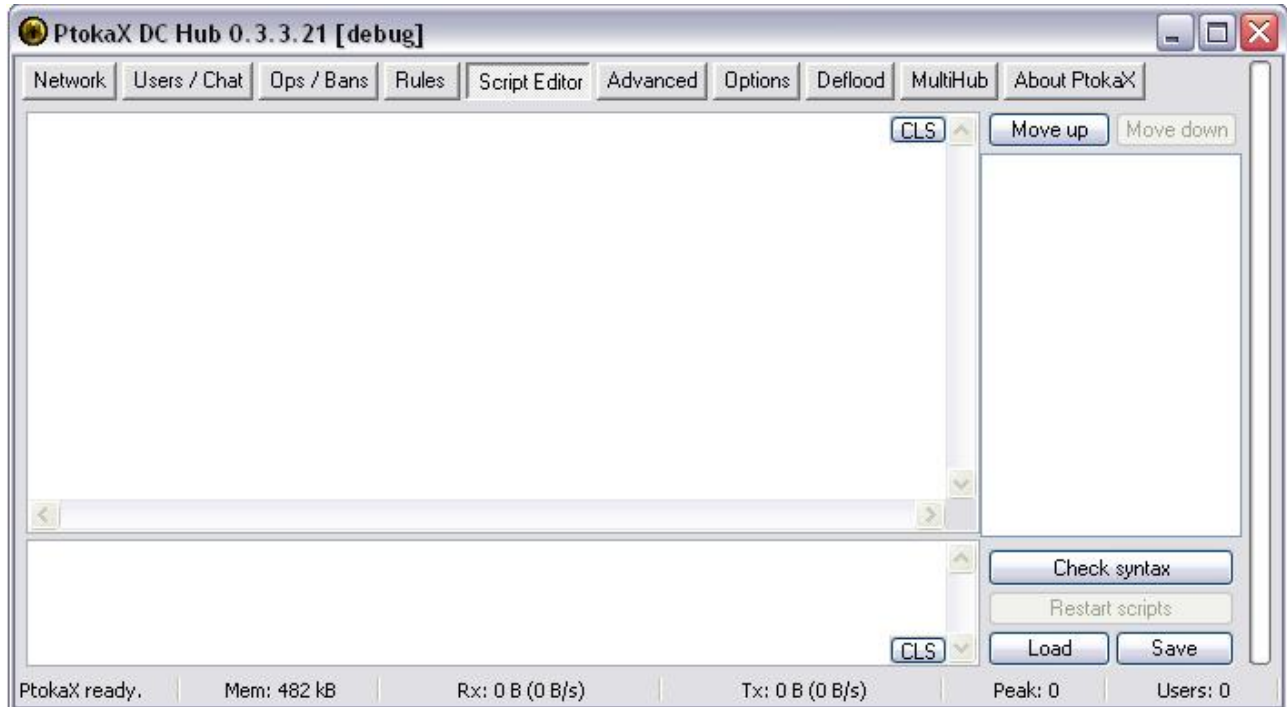 PtokaX DC Hub 0.3.3.21 [debug]
Network Users / Chat Ops / Bans Rules Script Editor Advanced Options Deflood MultiHub About PtokaX
CLS Move up Move down
Check syntax
Restart scripts
CLS Load Save
PtokaX ready. Mem: 482 kB Rx: 0 B (0 B/s) Tx: 0 B (0 B/s) Peak: 0 Users: 0